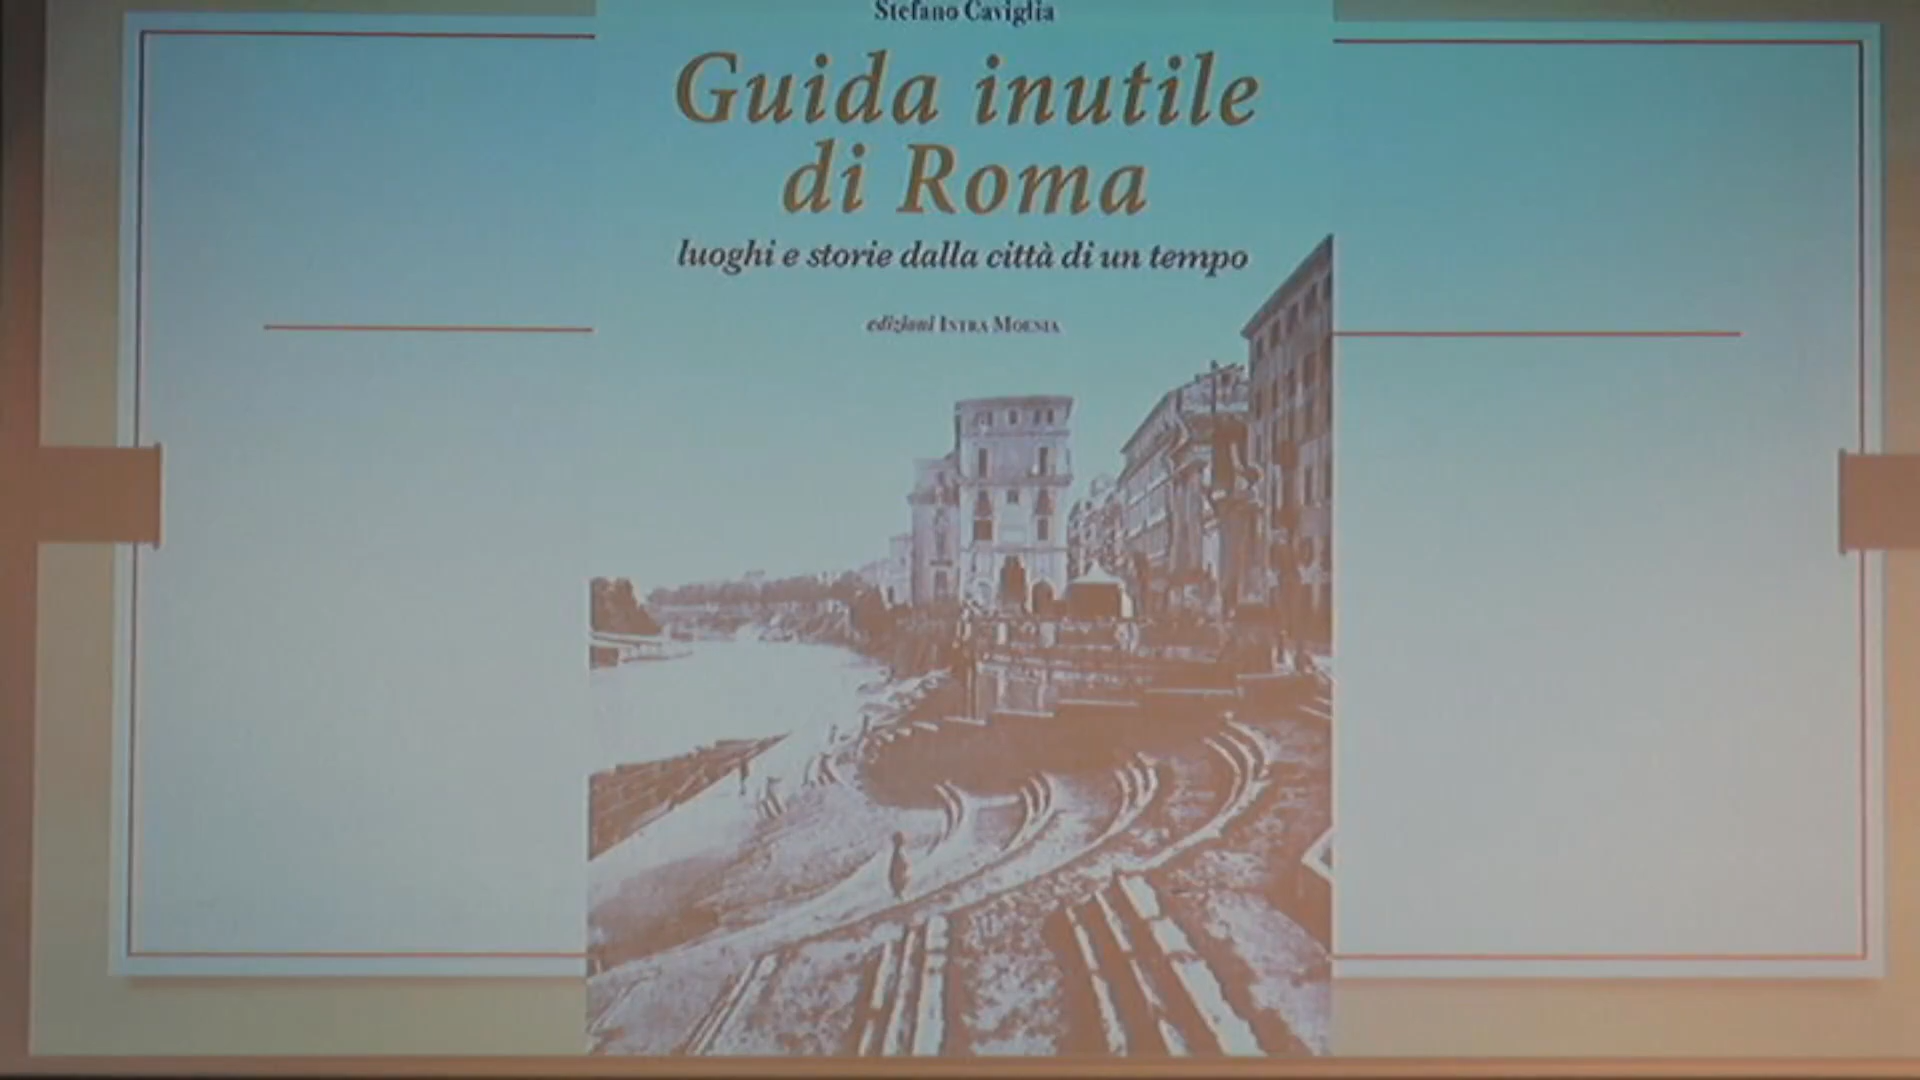 Stefano Caviglia
Guida inutile
di Roma
luoghi e storie dalla città di un tempo
edizioni INTRA MOENIA